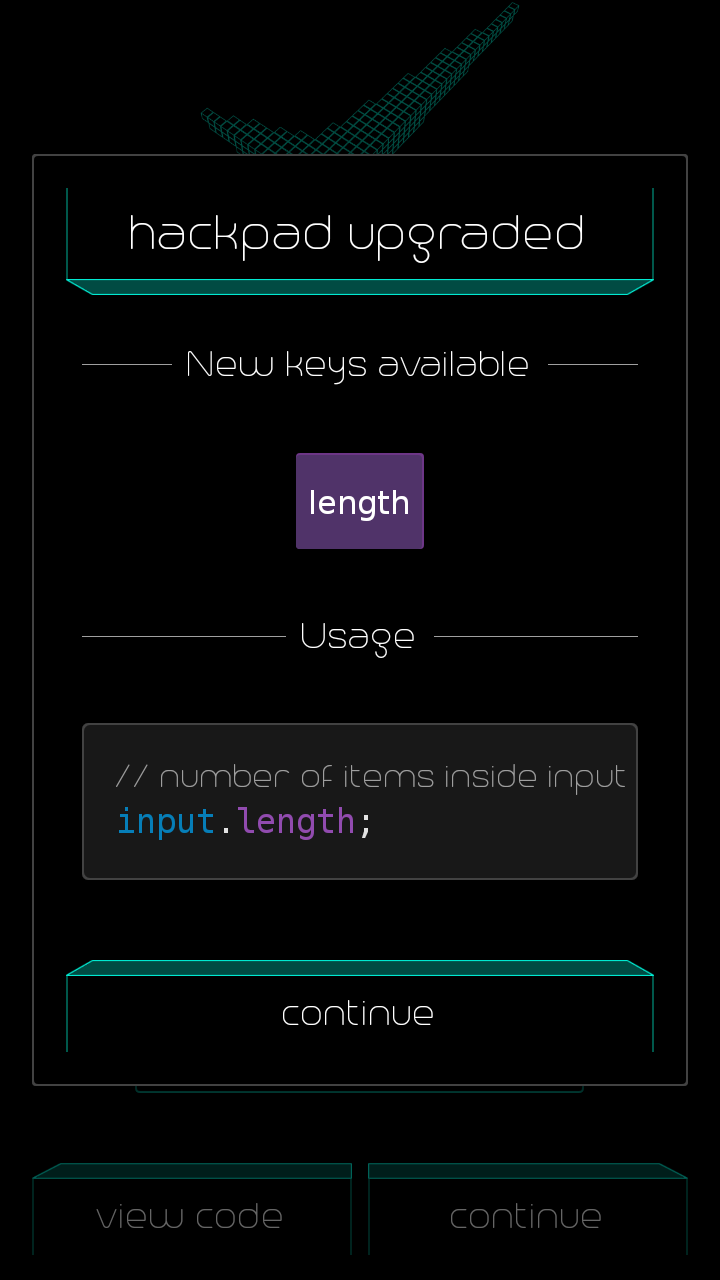 hackpad upgraded
New keys available
length
Usage
// number of items inside input
input.length;
continue
view code
continue